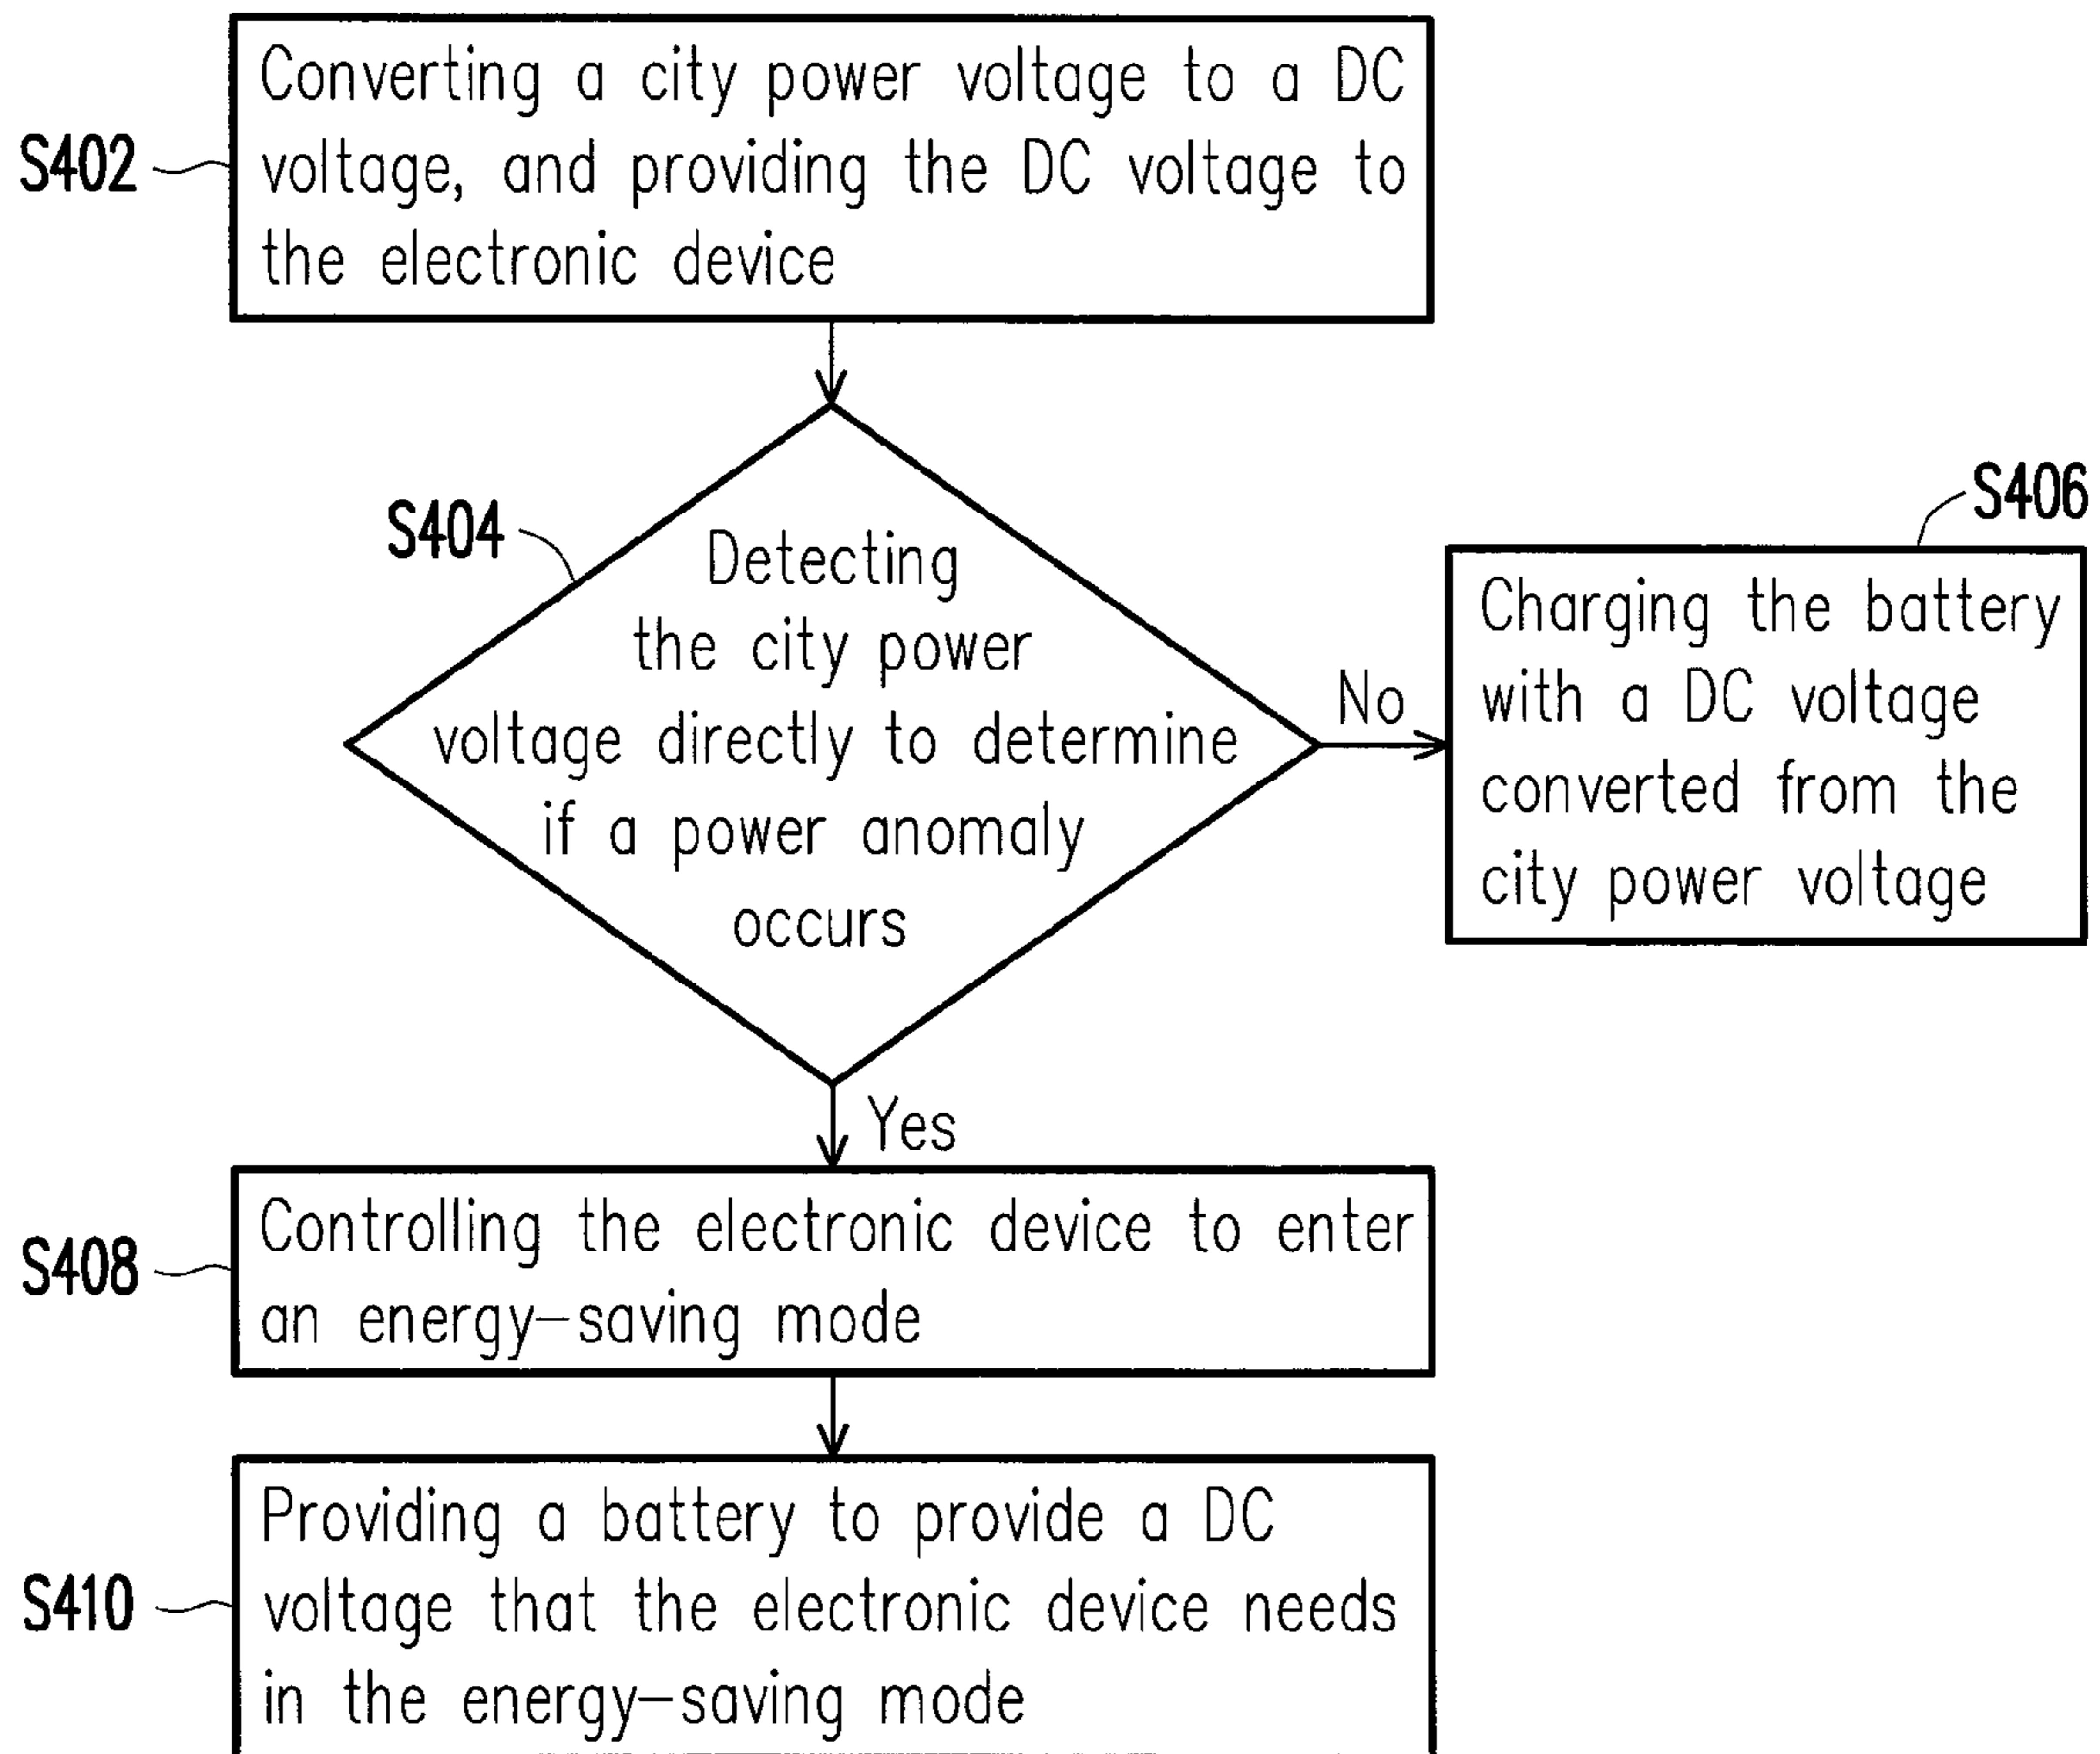 S402
Converting a city power voltage to a DC
voltage, and providing the DC voltage to
the electronic device
S404
Detecting
the city power
voltage directly to determine
if a power anomaly
occurs
No
S406
Charging the battery
with a DC voltage
converted from the
city power voltage
Yes
S408
Controlling the electronic device to enter
an energy-saving mode
S410
Providing a battery to provide a DC
voltage that the electronic device needs
in the energy-saving mode